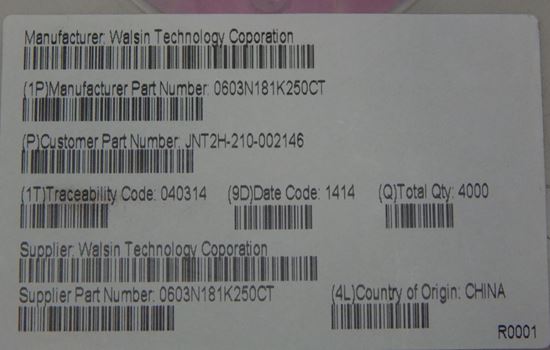 Manufacturer: Walsin Technology Coporation
(1P)Manufacturer Part Number: 0603N181K250CT
(P)Customer Part Number: JNT2H-210-002146
(1T)Traceability Code: 040314 (9D)Date Code: 1414 (Q)Total Qty: 4000
Supplier: Walsin Technology Coporation
Supplier Part Number: 0603N181K250CT (4L)Country of Origin: CHINA
R0001